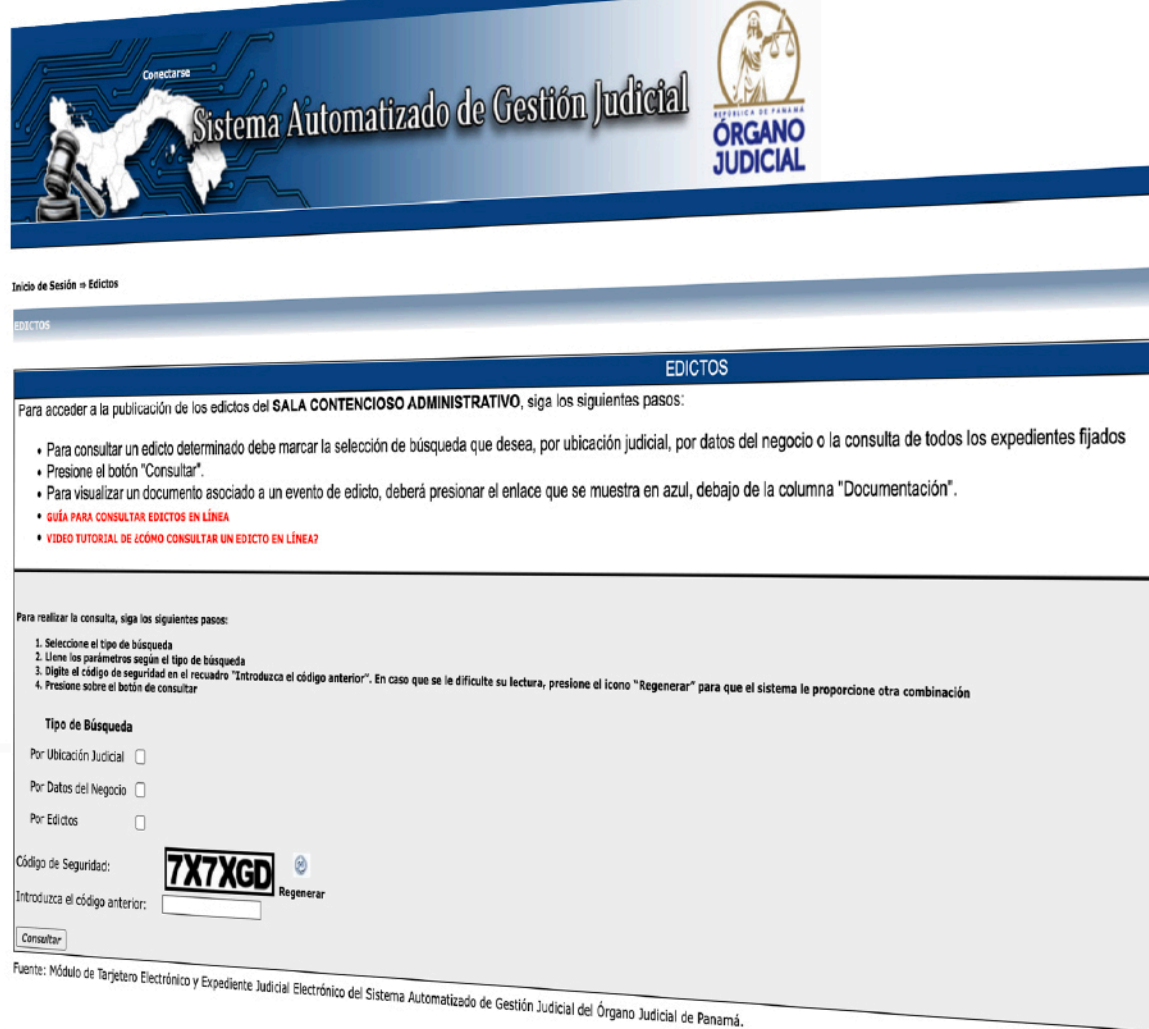 Conectarse
Sistema Automatizado de Gestión Judicial
REPÚBLICA DE PANAMÁ
ÓRGANO
JUDICIAL
Inicio de Sesión ⇒ Edictos
EDICTOS
EDICTOS
Para acceder a la publicación de los edictos del SALA CONTENCIOSO ADMINISTRATIVO, siga los siguientes pasos:
• Para consultar un edicto determinado debe marcar la selección de búsqueda que desea, por ubicación judicial, por datos del negocio o la consulta de todos los expedientes fijados
• Presione el botón "Consultar".
• Para visualizar un documento asociado a un evento de edicto, deberá presionar el enlace que se muestra en azul, debajo de la columna "Documentación".
• GUÍA PARA CONSULTAR EDICTOS EN LÍNEA
• VIDEO TUTORIAL DE ¿CÓMO CONSULTAR UN EDICTO EN LÍNEA?
Para realizar la consulta, siga los siguientes pasos:
1. Seleccione el tipo de búsqueda
2. Llene los parámetros según el tipo de búsqueda
3. Digite el código de seguridad en el recuadro "Introduzca el código anterior". En caso que se le dificulte su lectura, presione el icono "Regenerar" para que el sistema le proporcione otra combinación
4. Presione sobre el botón de consultar
Tipo de Búsqueda
Por Ubicación Judicial
Por Datos del Negocio
Por Edictos
Código de Seguridad: 7X7XGD Regenerar
Introduzca el código anterior:
Consultar
Fuente: Módulo de Tarjetero Electrónico y Expediente Judicial Electrónico del Sistema Automatizado de Gestión Judicial del Órgano Judicial de Panamá.